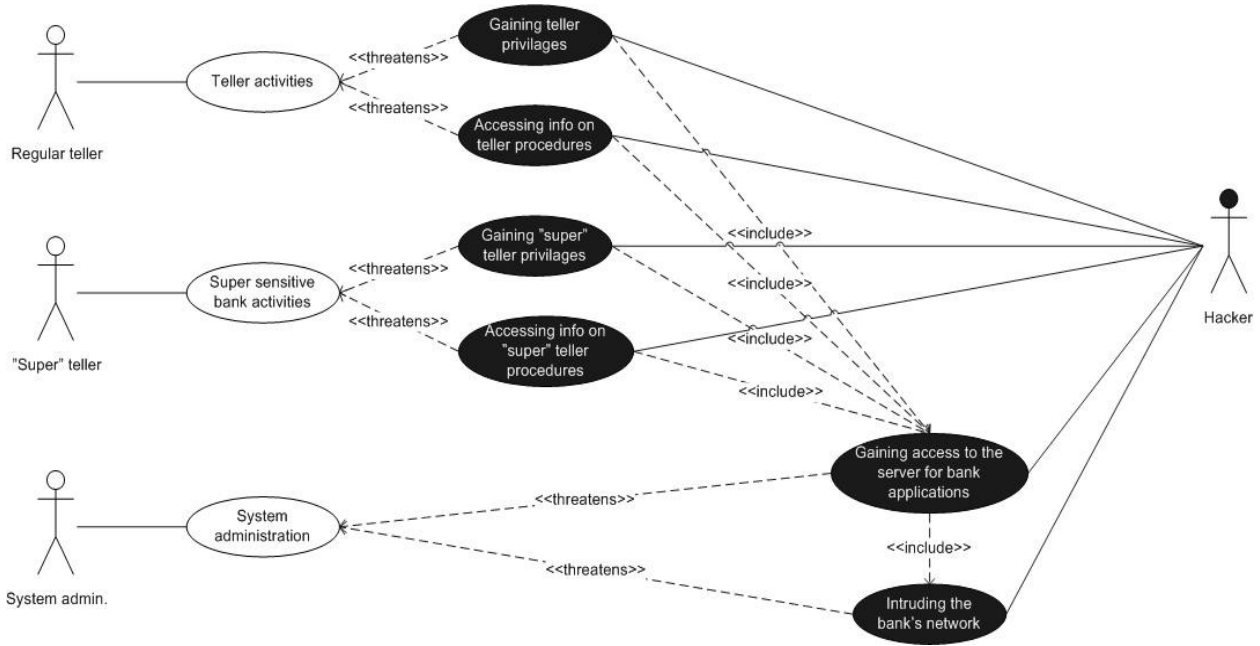 Gaining teller
privilages
<<threatens>>
Teller activities
<<threatens>>
Accessing info on
teller procedures
Regular teller
Gaining "super"
teller privilages
<<include>>
<<threatens>>
Super sensitive
bank activities
<<include>>
<<threatens>>
Hacker
Accessing info on
"super" teller
procedures
<<include>>
"Super" teller
<<include>>
Gaining access to the
server for bank
applications
<<threatens>>
System
administration
<<include>>
<<threatens>>
System admin.
Intruding the
bank's network